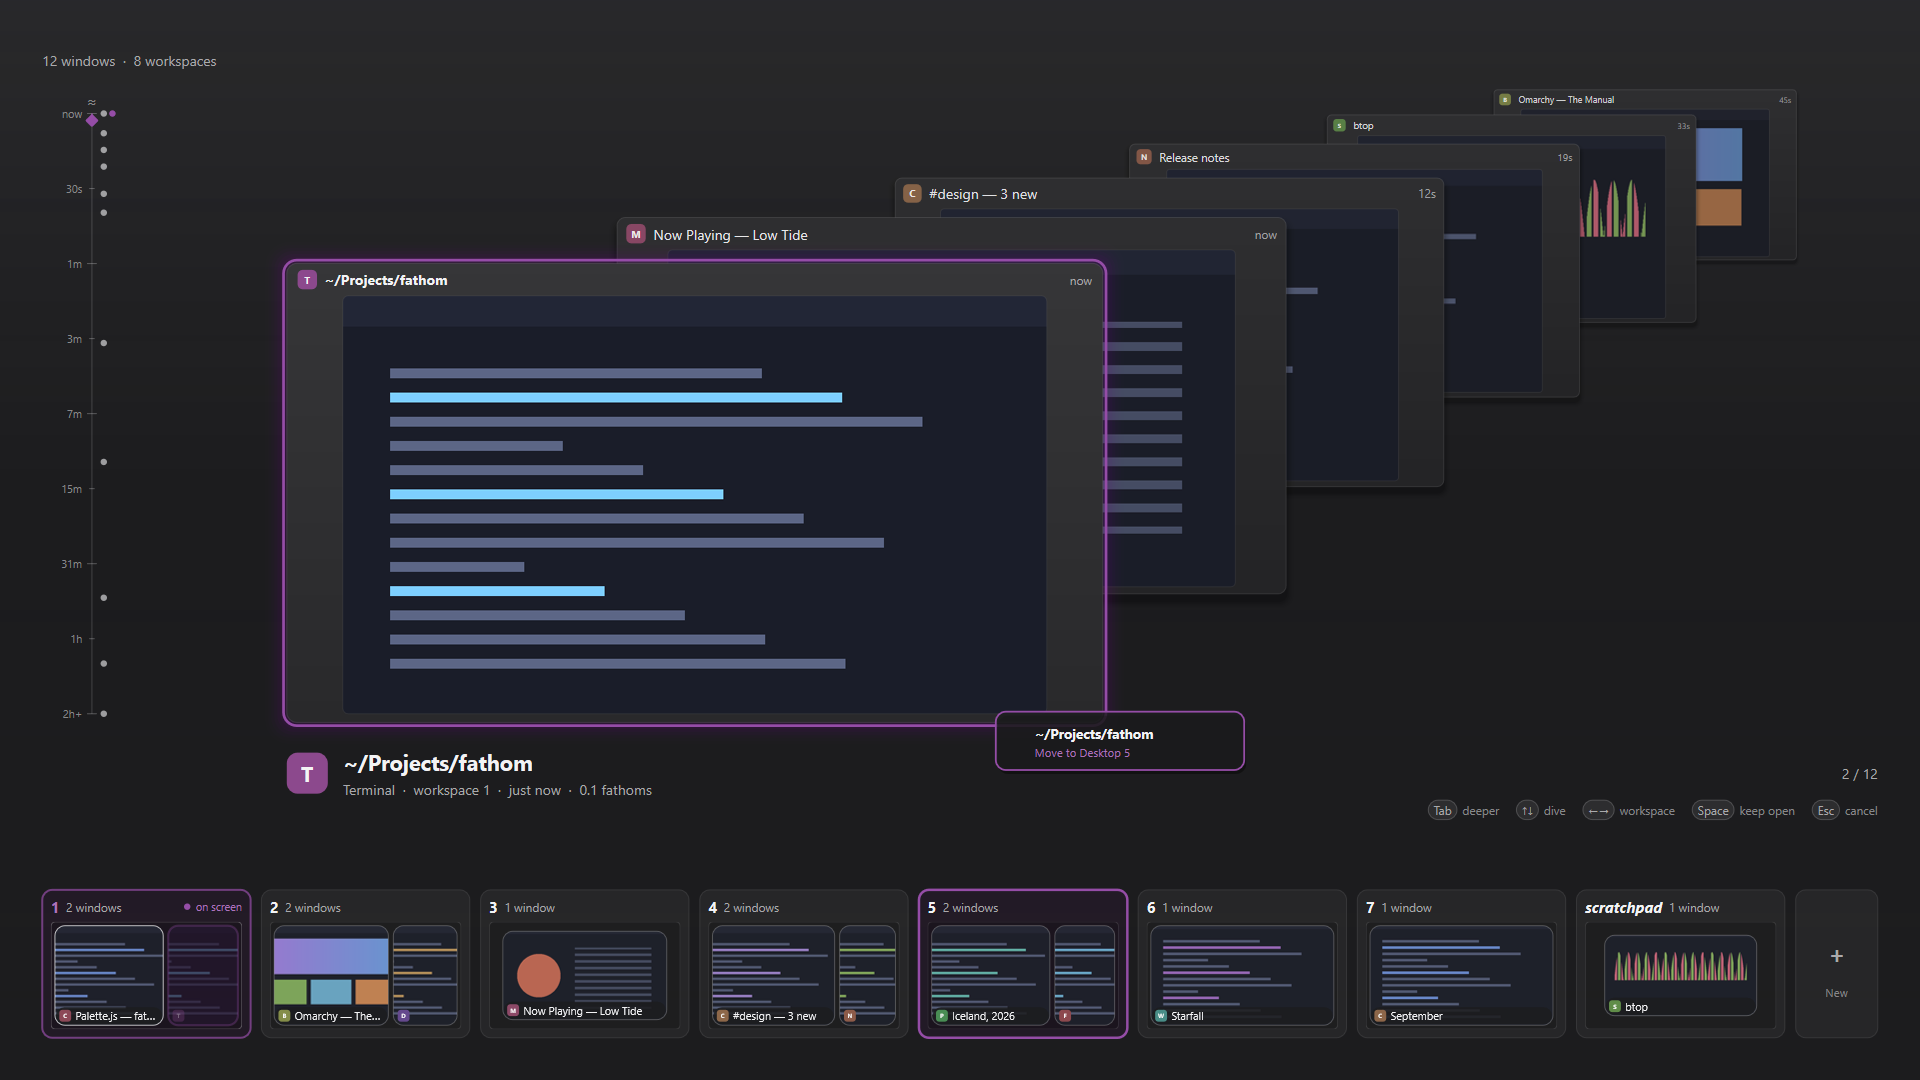 12 windows · 8 workspaces
≈
now
30s
1m
3m
7m
15m
31m
1h
2h+
B Omarchy — The Manual 45s
S btop 33s
N Release notes 19s
C #design — 3 new 12s
M Now Playing — Low Tide now
T ~/Projects/fathom now
~/Projects/fathom
Move to Desktop 5
T ~/Projects/fathom
Terminal · workspace 1 · just now · 0.1 fathoms
2 / 12
Tab deeper ↑↓ dive ←→ workspace Space keep open Esc cancel
1 2 windows • on screen
C Palette.js — fat... T
2 2 windows
B Omarchy — The... D
3 1 window
M Now Playing — Low Tide
4 2 windows
C #design — 3 new N
5 2 windows
P Iceland, 2026 F
6 1 window
W Starfall
7 1 window
C September
scratchpad 1 window
S btop
+
New